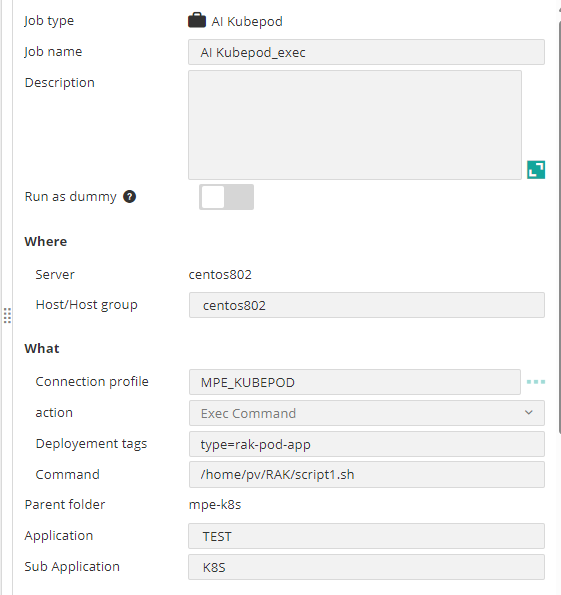 Job type AI Kubepod
Job name AI Kubepod_exec
Description
Run as dummy ?
Where
Server centos802
Host/Host group centos802
What
Connection profile MPE_KUBEPOD
action Exec Command
Deployement tags type=rak-pod-app
Command /home/pv/RAK/script1.sh
Parent folder mpe-k8s
Application TEST
Sub Application K8S